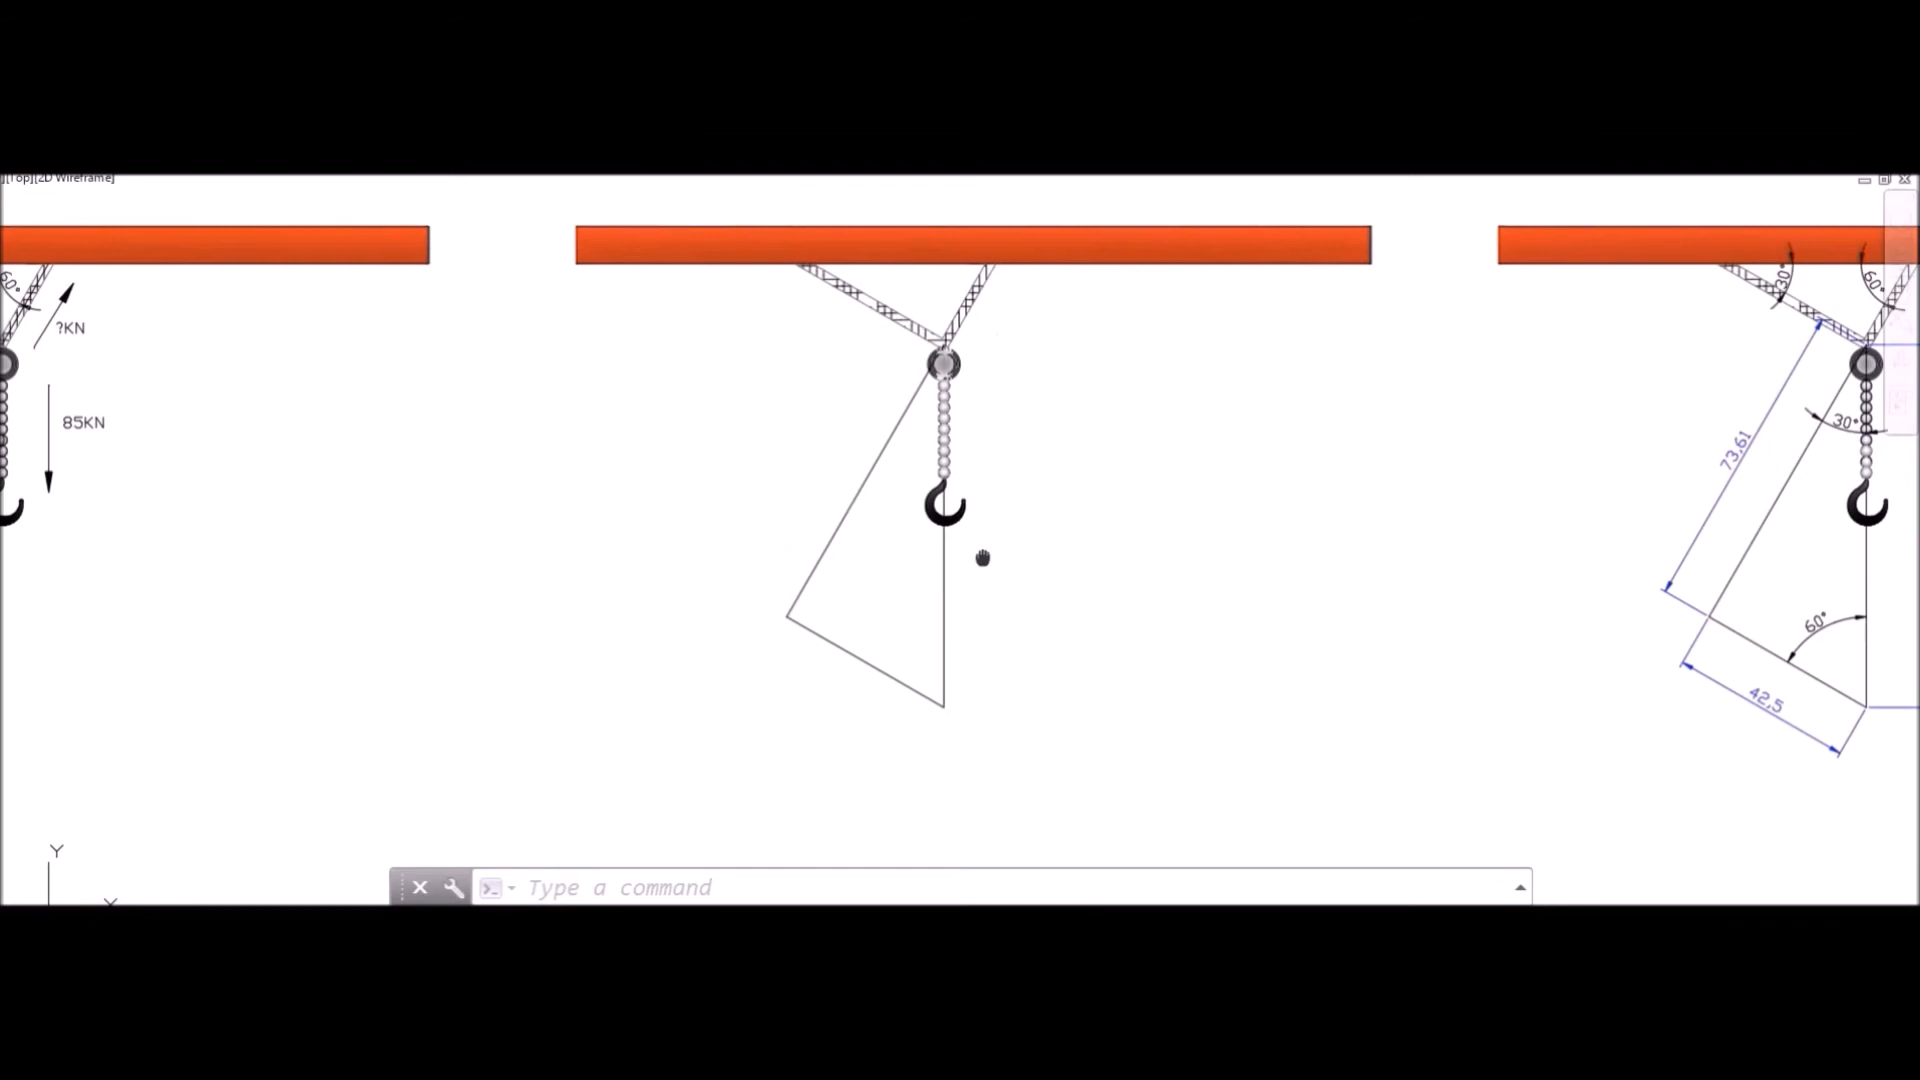 ][Top][2D Wireframe]
60°
?KN
85KN
30°
60°
30°
73,61
60°
42,5
Y
X
Type a command